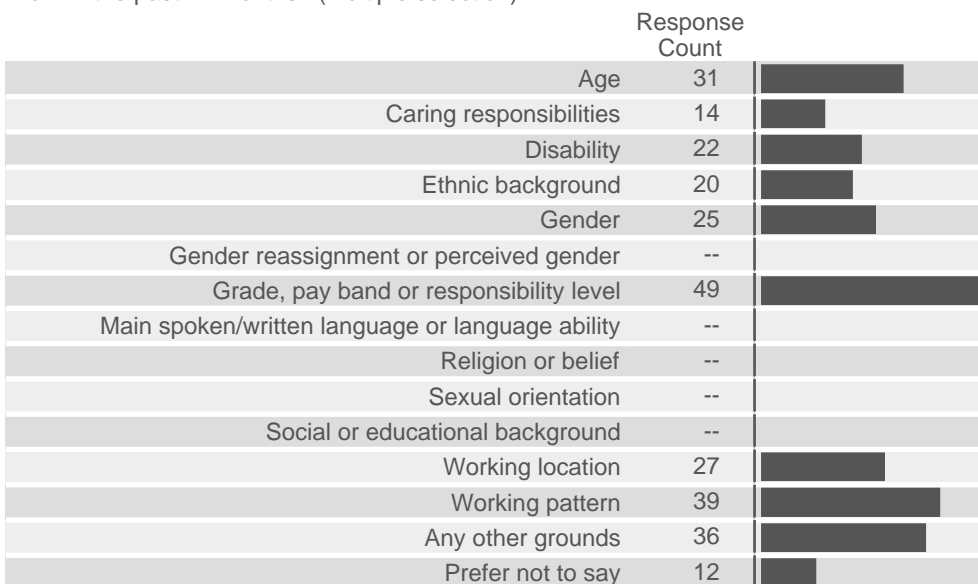 Response
Count
Age 31
Caring responsibilities 14
Disability 22
Ethnic background 20
Gender 25
Gender reassignment or perceived gender --
Grade, pay band or responsibility level 49
Main spoken/written language or language ability --
Religion or belief --
Sexual orientation --
Social or educational background --
Working location 27
Working pattern 39
Any other grounds 36
Prefer not to say 12